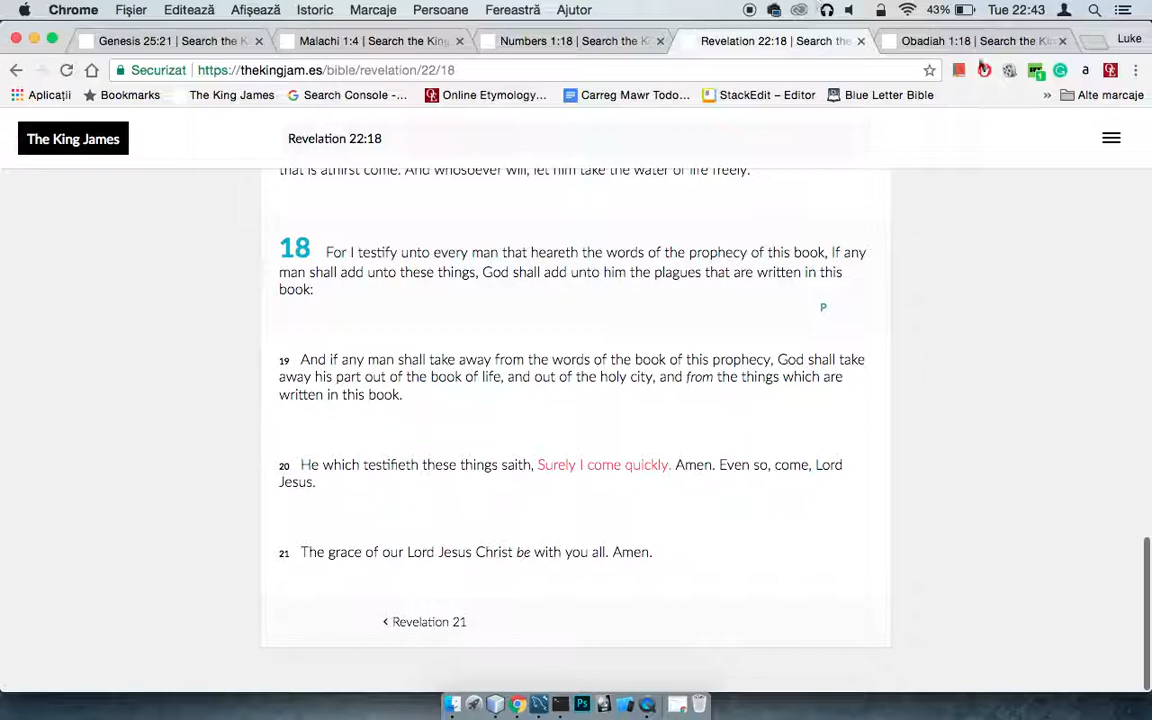 Chrome Fișier Editează Afișează Istoric Marcaje Persoane Fereastră Ajutor 43% Tue 22:43
Genesis 25:21 | Search the K
Malachi 1:4 | Search the King
Numbers 1:18 | Search the K
Revelation 22:18 | Search the
Obadiah 1:18 | Search the Kin
Luke
Securizat https://thekingjam.es/bible/revelation/22/18
Aplicații Bookmarks The King James Search Console -... Online Etymology... Carreg Mawr Todo... StackEdit – Editor Blue Letter Bible » Alte marcaje
The King James Revelation 22:18
that is athirst come. And whosoever will, let him take the water of life freely.
18 For I testify unto every man that heareth the words of the prophecy of this book, If any
man shall add unto these things, God shall add unto him the plagues that are written in this
book:
P
19 And if any man shall take away from the words of the book of this prophecy, God shall take
away his part out of the book of life, and out of the holy city, and from the things which are
written in this book.
20 He which testifieth these things saith, Surely I come quickly. Amen. Even so, come, Lord
Jesus.
21 The grace of our Lord Jesus Christ be with you all. Amen.
< Revelation 21
Ps